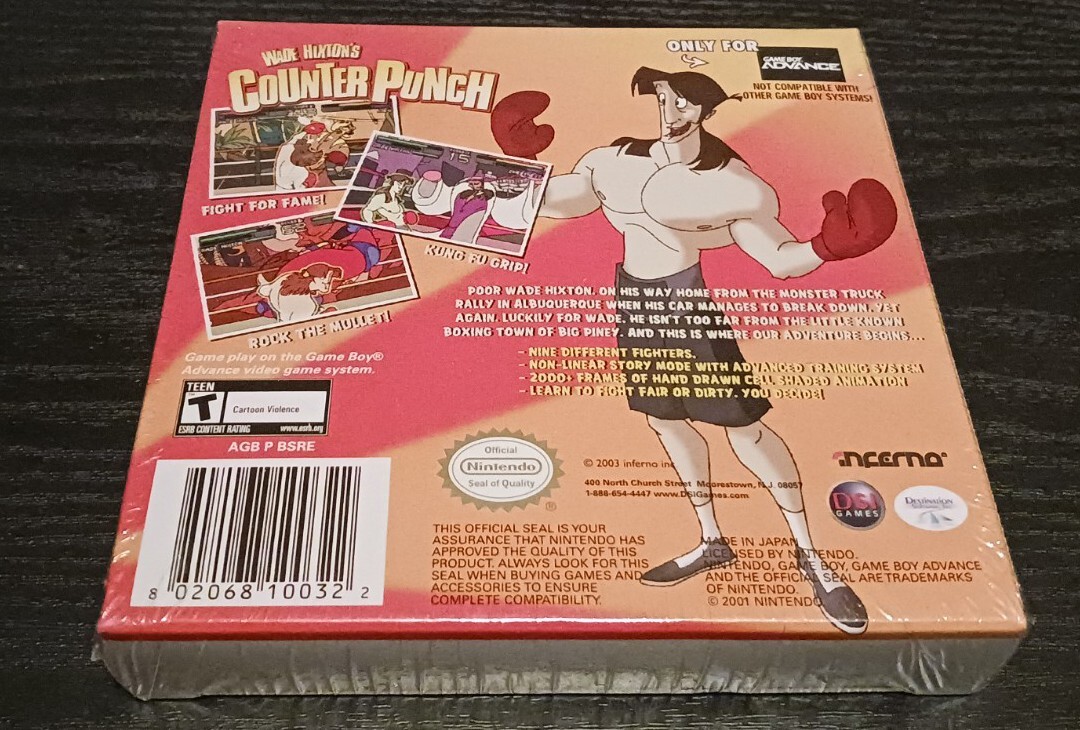 WADE HIXTON'S
COUNTER PUNCH
ONLY FOR
GAME BOY
ADVANCE
NOT COMPATIBLE WITH
OTHER GAME BOY SYSTEMS!
15
FIGHT FOR FAME!
KUNG FU GRIP!
ROCK THE MULLET!
POOR WADE HIXTON. ON HIS WAY HOME FROM THE MONSTER TRUCK
RALLY IN ALBUQUERQUE WHEN HIS CAR MANAGES TO BREAK DOWN. YET
AGAIN. LUCKILY FOR WADE, HE ISN'T TOO FAR FROM THE LITTLE KNOWN
BOXING TOWN OF BIG PINEY. AND THIS IS WHERE OUR ADVENTURE BEGINS...
- NINE DIFFERENT FIGHTERS.
- NON-LINEAR STORY MODE WITH ADVANCED TRAINING SYSTEM
- 2000+ FRAMES OF HAND DRAWN CELL SHADED ANIMATION
- LEARN TO FIGHT FAIR OR DIRTY. YOU DECIDE!
Game play on the Game Boy®
Advance video game system.
TEEN
T
Cartoon Violence
ESRB CONTENT RATING www.esrb.org
AGB P BSRE
8 02068 10032 2
Official
Nintendo
Seal of Quality
®
THIS OFFICIAL SEAL IS YOUR
ASSURANCE THAT NINTENDO HAS
APPROVED THE QUALITY OF THIS
PRODUCT. ALWAYS LOOK FOR THIS
SEAL WHEN BUYING GAMES AND
ACCESSORIES TO ENSURE
COMPLETE COMPATIBILITY.
© 2003 inferno inc
400 North Church Street Moorestown, N.J. 08057
1-888-654-4447 www.DSIGames.com
inferno
DSI
GAMES
DESTINATION
MADE IN JAPAN
LICENSED BY NINTENDO.
NINTENDO, GAME BOY, GAME BOY ADVANCE
AND THE OFFICIAL SEAL ARE TRADEMARKS
OF NINTENDO.
© 2001 NINTENDO